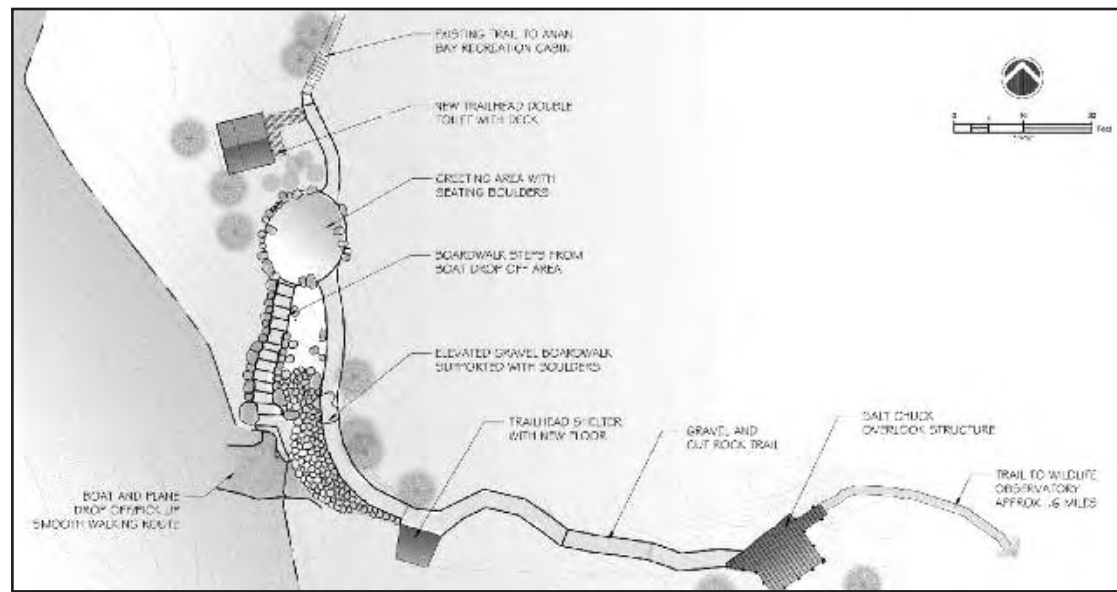 EXISTING TRAIL TO ANAN
BAY RECREATION CABIN
NEW TRAILHEAD DOUBLE
TOILET WITH DECK
GREETING AREA WITH
SEATING BOULDERS
BOARDWALK STEPS FROM
BOAT DROP OFF AREA
ELEVATED GRAVEL BOARDWALK
SUPPORTED WITH BOULDERS
TRAILHEAD SHELTER
WITH NEW FLOOR
GRAVEL AND
CUT ROCK TRAIL
SALT CHUCK
OVERLOOK STRUCTURE
TRAIL TO WILDLIFE
OBSERVATORY
APPROX .6 MILES
BOAT AND PLANE
DROP OFF/PICK UP
SMOOTH WALKING ROUTE
Feet